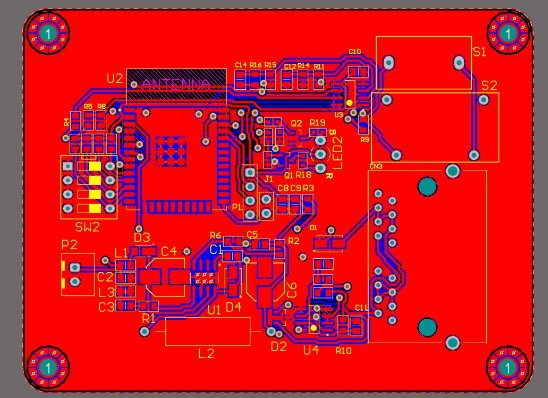 1
1
S1
C10
U2
ANTENNA
C14 R16 R15
C12 R14 R11
S2
R5 R8
R4
U3
R9
Q2
R19
LED2
CN3
J1
Q1 R18
R
P1
C8 C9 R3
SW2
P2
D3
L1
C4
C2
L3
C3
R1
R6
C1
C5
R2
D1
D4
U1
C6
L2
D2
U4
C11
R10
1
1